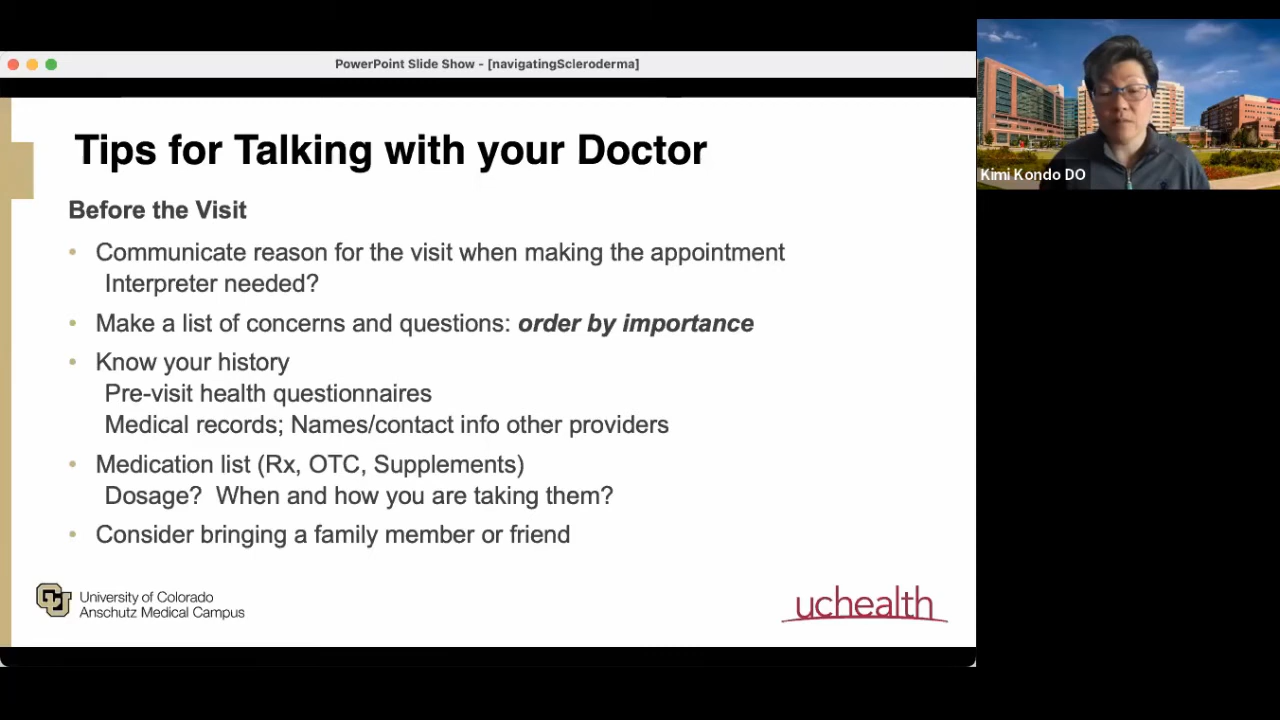 PowerPoint Slide Show - [navigatingScleroderma]
Tips for Talking with your Doctor
Before the Visit
• Communicate reason for the visit when making the appointment
Interpreter needed?
• Make a list of concerns and questions: order by importance
• Know your history
Pre-visit health questionnaires
Medical records; Names/contact info other providers
• Medication list (Rx, OTC, Supplements)
Dosage? When and how you are taking them?
• Consider bringing a family member or friend
CU
University of Colorado
Anschutz Medical Campus
uchealth
Kimi Kondo DO